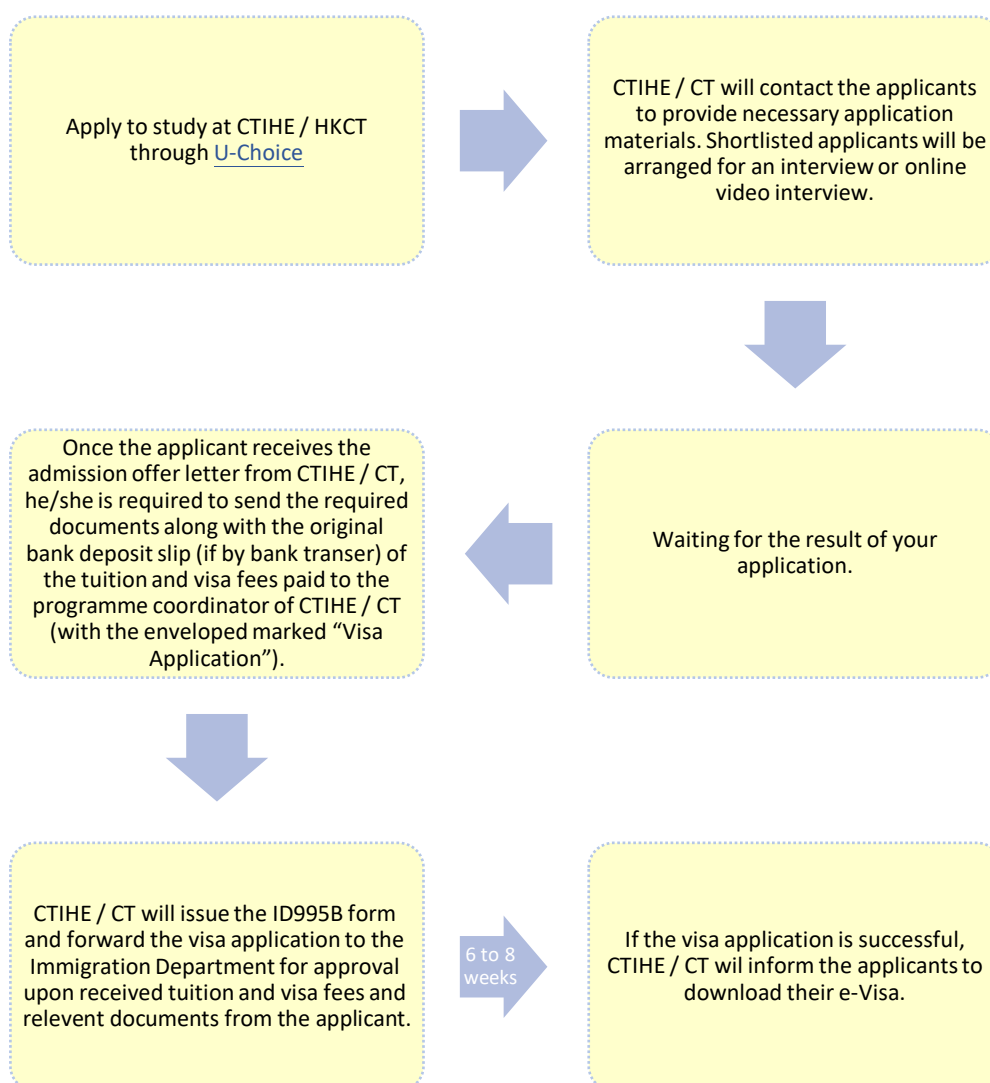 Apply to study at CTIHE / HKCT
through U-Choice
CTIHE / CT will contact the applicants
to provide necessary application
materials. Shortlisted applicants will be
arranged for an interview or online
video interview.
Waiting for the result of your
application.
Once the applicant receives the
admission offer letter from CTIHE / CT,
he/she is required to send the required
documents along with the original
bank deposit slip (if by bank transer) of
the tuition and visa fees paid to the
programme coordinator of CTIHE / CT
(with the enveloped marked “Visa
Application”).
CTIHE / CT will issue the ID995B form
and forward the visa application to the
Immigration Department for approval
upon received tuition and visa fees and
relevent documents from the applicant.
6 to 8
weeks
If the visa application is successful,
CTIHE / CT wil inform the applicants to
download their e-Visa.